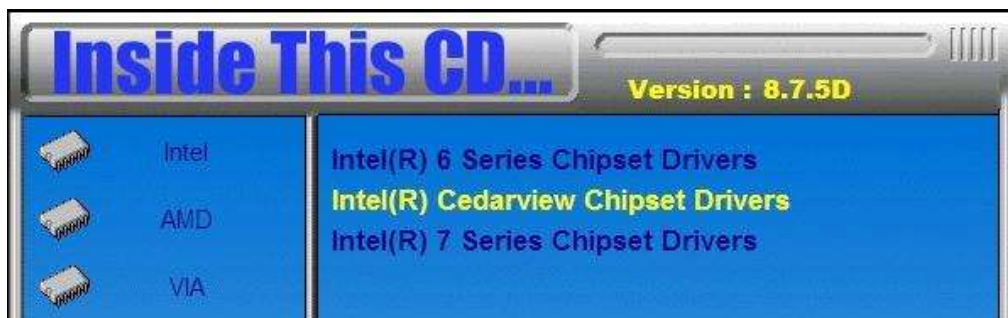 Inside This CD...
Version : 8.7.5D
Intel
AMD
VIA
Intel(R) 6 Series Chipset Drivers
Intel(R) Cedarview Chipset Drivers
Intel(R) 7 Series Chipset Drivers